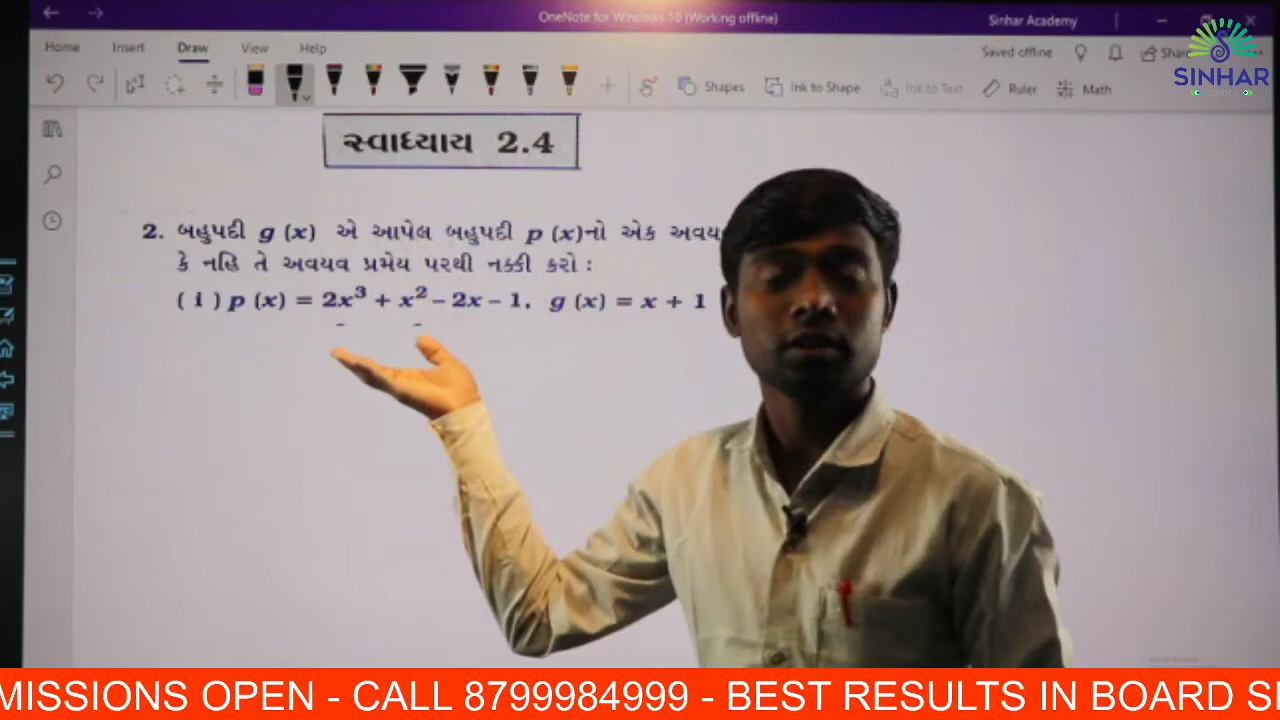 OneNote for Windows 10 (Working offline)
Sinhar Academy
Home Insert Draw View Help
Saved offline
Shapes Ink to Shape Ink to Text Ruler Math
SINHAR
સ્વાધ્યાય 2.4
2. બહુપદી g (x) એ આપેલ બહુપદી p (x)નો એક
કે નહિ તે અવયવ પ્રમેય પરથી નક્કી કરો :
( i ) p (x) = 2x³ + x² – 2x – 1, g (x) = x + 1
MISSIONS OPEN - CALL 8799984999 - BEST RESULTS IN BOARD